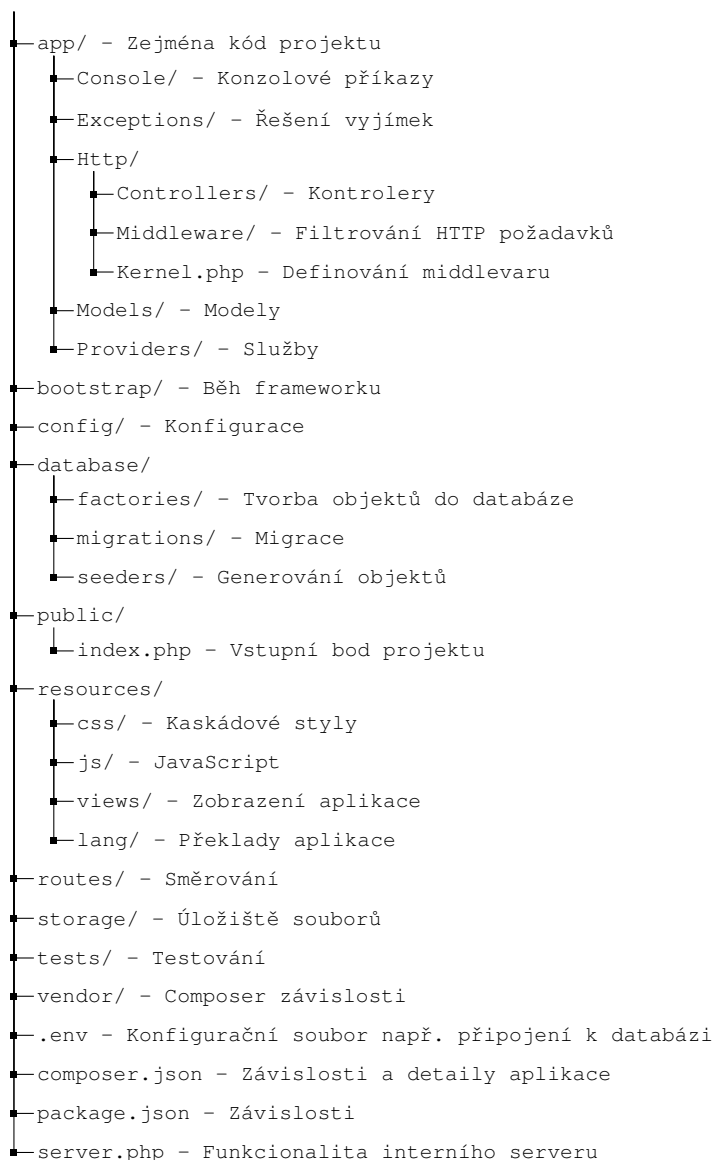 app/ – Zejména kód projektu
Console/ – Konzolové příkazy
Exceptions/ – Řešení vyjímek
Http/
Controllers/ – Kontrolery
Middleware/ – Filtrování HTTP požadavků
Kernel.php – Definování middlevaru
Models/ – Modely
Providers/ – Služby
bootstrap/ – Běh frameworku
config/ – Konfigurace
database/
factories/ – Tvorba objektů do databáze
migrations/ – Migrace
seeders/ – Generování objektů
public/
index.php – Vstupní bod projektu
resources/
css/ – Kaskádové styly
js/ – JavaScript
views/ – Zobrazení aplikace
lang/ – Překlady aplikace
routes/ – Směrování
storage/ – Úložiště souborů
tests/ – Testování
vendor/ – Composer závislosti
.env – Konfigurační soubor např. připojení k databázi
composer.json – Závislosti a detaily aplikace
package.json – Závislosti
server.php – Funkcionalita interního serveru